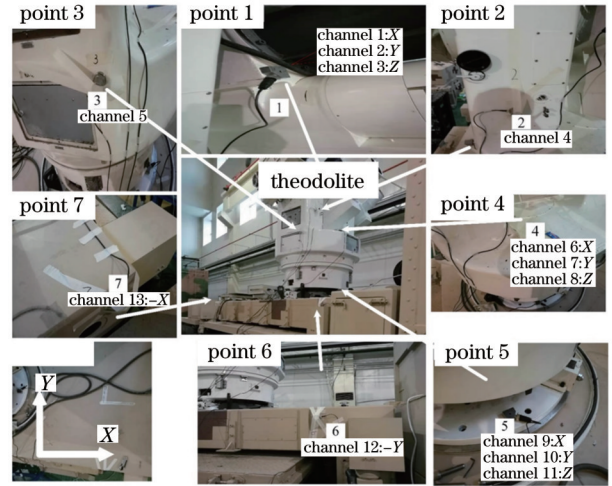 point 3
3
3
channel 5
point 1
channel 1:X
channel 2:Y
channel 3:Z
1
point 2
2
2
channel 4
theodolite
point 7
7
channel 13:−X
point 4
4
channel 6:X
channel 7:Y
channel 8:Z
Y
X
point 6
6
channel 12:−Y
point 5
5
channel 9:X
channel 10:Y
channel 11:Z